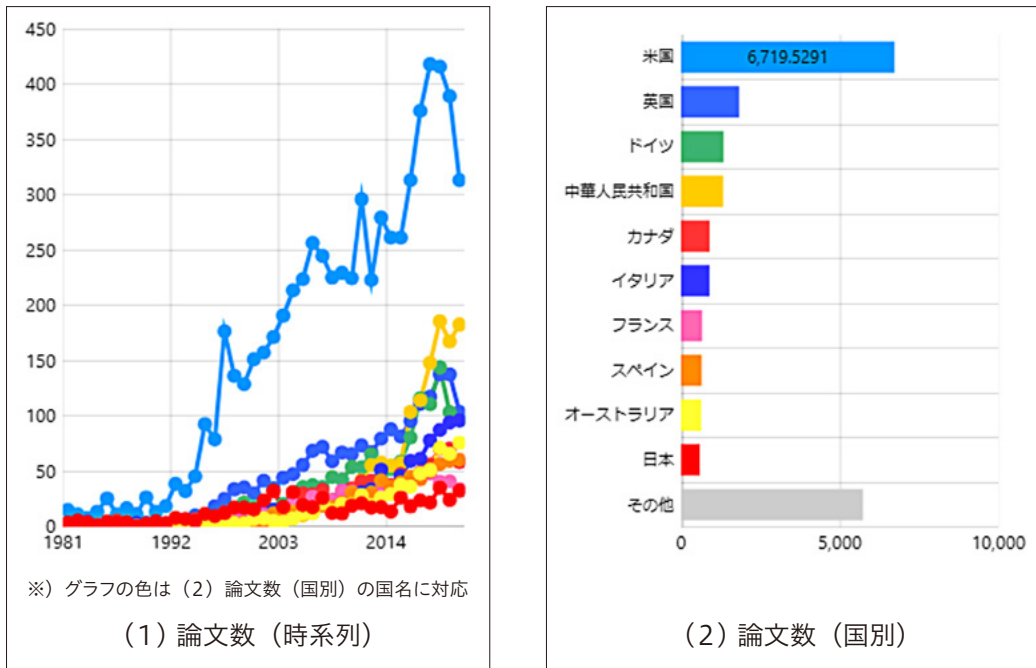 450
400
350
300
250
200
150
100
50
0
1981 1992 2003 2014
※）グラフの色は（2）論文数（国別）の国名に対応
（1）論文数（時系列）
米国 6,719.5291
英国
ドイツ
中華人民共和国
カナダ
イタリア
フランス
スペイン
オーストラリア
日本
その他
0 5,000 10,000
（2）論文数（国別）